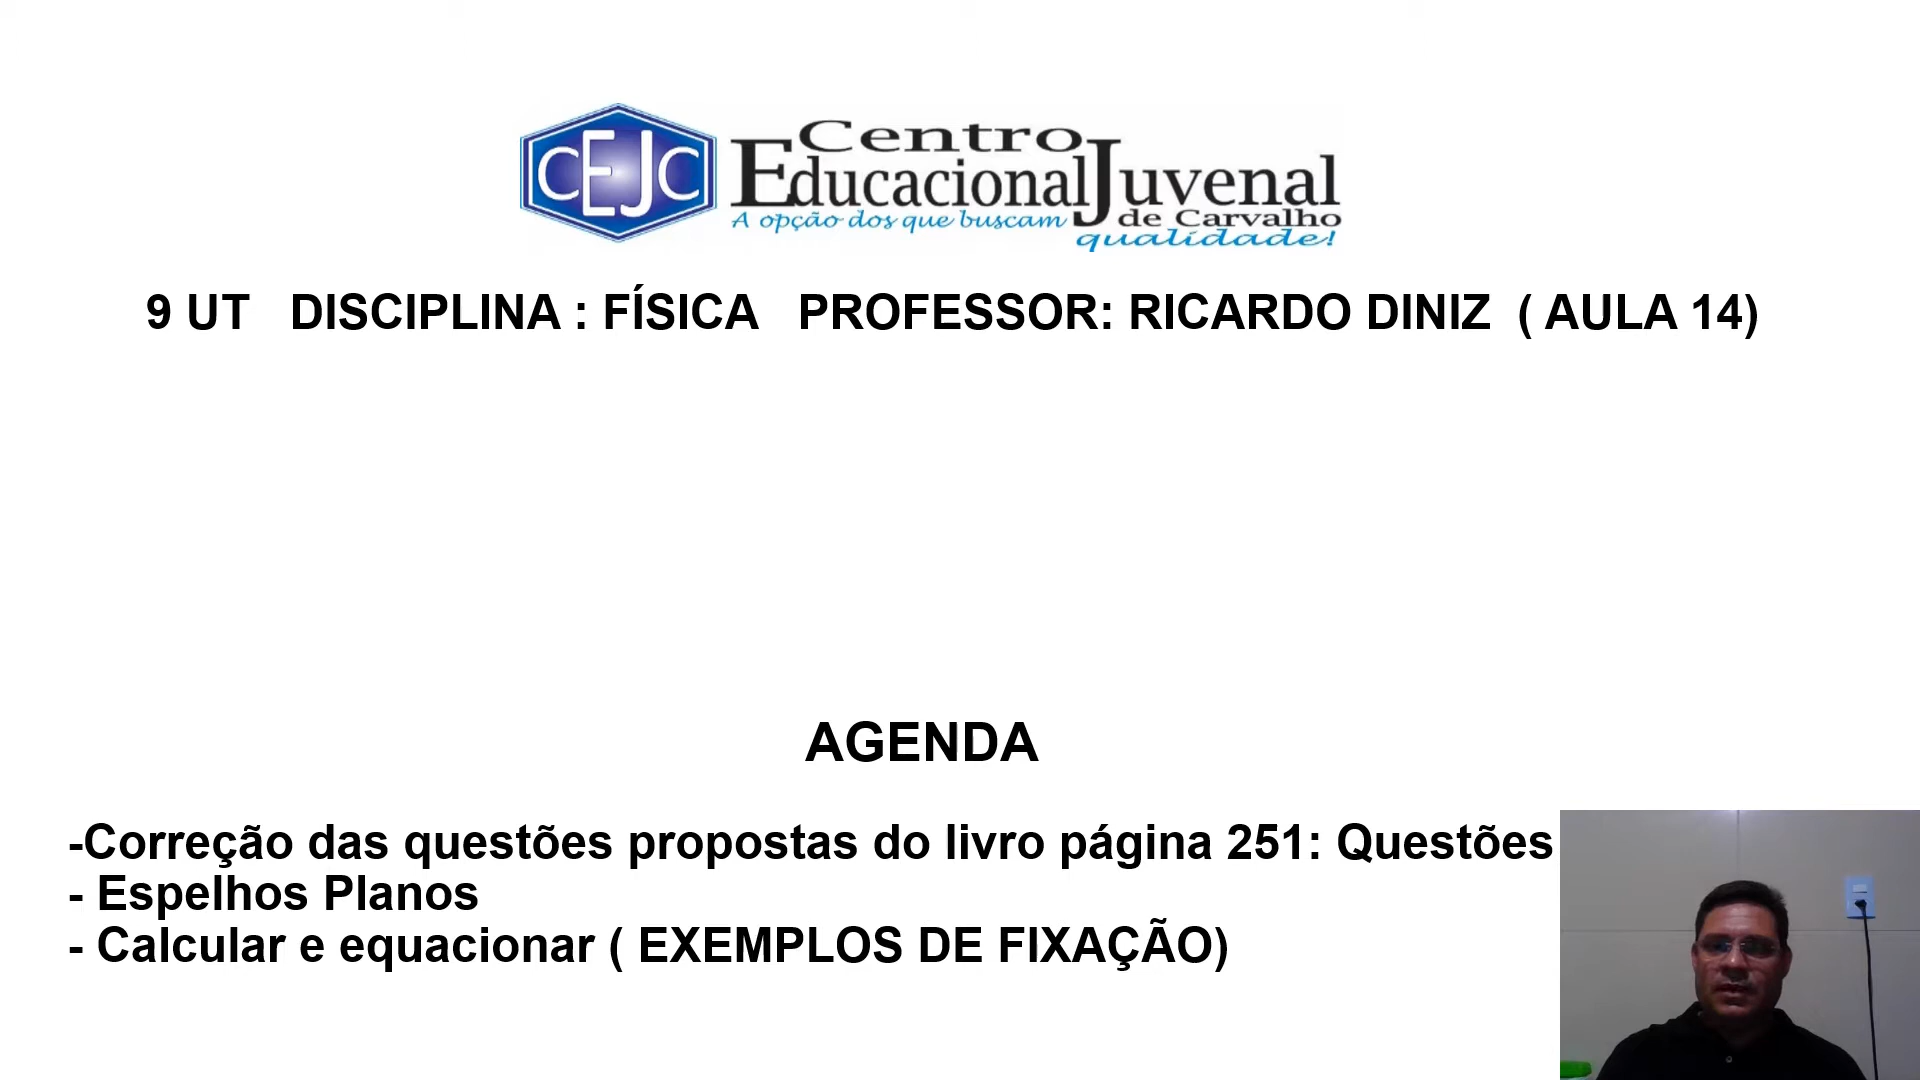 CEJC
Centro
Educacional Juvenal
A opção dos que buscam de Carvalho
qualidade!
9 UT DISCIPLINA : FÍSICA PROFESSOR: RICARDO DINIZ ( AULA 14)
AGENDA
-Correção das questões propostas do livro página 251: Questões
- Espelhos Planos
- Calcular e equacionar ( EXEMPLOS DE FIXAÇÃO)